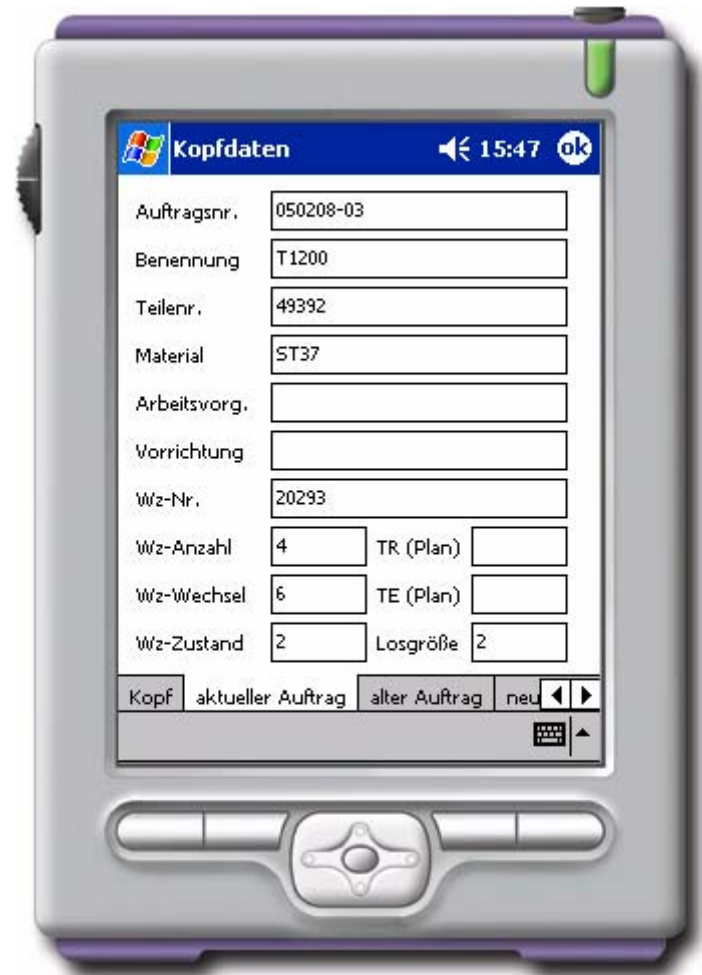 Kopfdaten 15:47 ok
Auftragsnr. 050208-03
Benennung T1200
Teilenr. 49392
Material ST37
Arbeitsvorg.
Vorrichtung
Wz-Nr. 20293
Wz-Anzahl 4 TR (Plan)
Wz-Wechsel 6 TE (Plan)
Wz-Zustand 2 Losgröße 2
Kopf aktueller Auftrag alter Auftrag neu